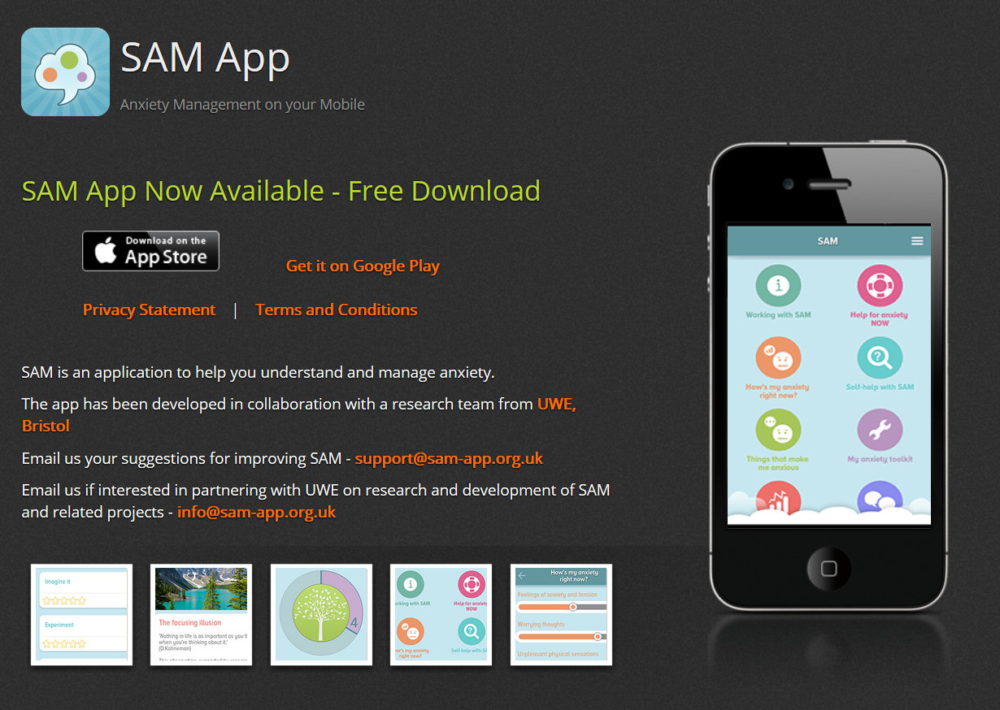 SAM App
Anxiety Management on your Mobile
SAM App Now Available - Free Download
Download on the
App Store
Get it on Google Play
Privacy Statement | Terms and Conditions
SAM is an application to help you understand and manage anxiety.
The app has been developed in collaboration with a research team from UWE,
Bristol
Email us your suggestions for improving SAM - support@sam-app.org.uk
Email us if interested in partnering with UWE on research and development of SAM
and related projects - info@sam-app.org.uk
SAM
Working with SAM
Help for anxiety
NOW
How's my anxiety
right now?
Self-help with SAM
Things that make
me anxious
My anxiety toolkit
Imagine it
Experiment
The focusing illusion
'Nothing in life is as important as you
when you're thinking about it.'
(D.Kahneman)
4
orking with SAM
Help for anxiety
NOW
w's my anxiety
right now?
Self-help with SA
How's my anxiety
right now?
Feelings of anxiety and tension
Worrying thoughts
Unpleasant physical sensations